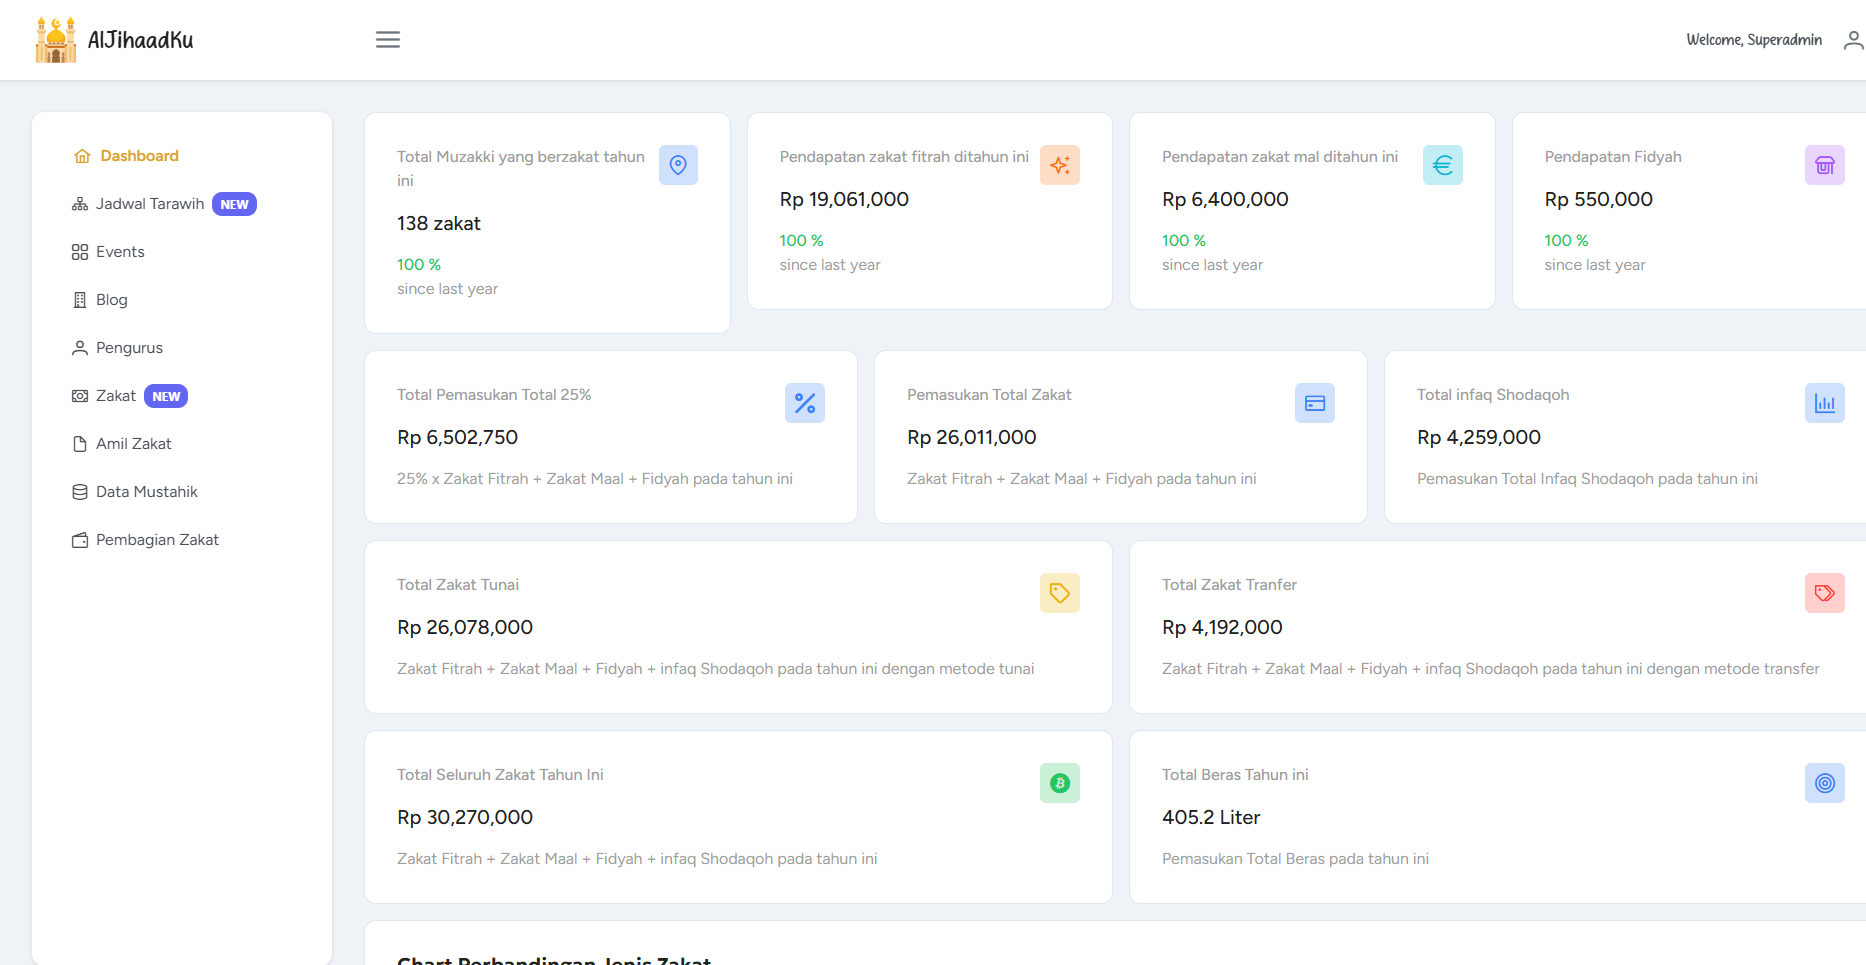 AlJihaadKu
Welcome, Superadmin
Dashboard
Jadwal Tarawih NEW
Events
Blog
Pengurus
Zakat NEW
Amil Zakat
Data Mustahik
Pembagian Zakat
Total Muzakki yang berzakat tahun
ini
138 zakat
100 %
since last year
Pendapatan zakat fitrah ditahun ini
Rp 19,061,000
100 %
since last year
Pendapatan zakat mal ditahun ini
Rp 6,400,000
100 %
since last year
Pendapatan Fidyah
Rp 550,000
100 %
since last year
Total Pemasukan Total 25%
Rp 6,502,750
25% x Zakat Fitrah + Zakat Maal + Fidyah pada tahun ini
Pemasukan Total Zakat
Rp 26,011,000
Zakat Fitrah + Zakat Maal + Fidyah pada tahun ini
Total infaq Shodaqoh
Rp 4,259,000
Pemasukan Total Infaq Shodaqoh pada tahun ini
Total Zakat Tunai
Rp 26,078,000
Zakat Fitrah + Zakat Maal + Fidyah + infaq Shodaqoh pada tahun ini dengan metode tunai
Total Zakat Tranfer
Rp 4,192,000
Zakat Fitrah + Zakat Maal + Fidyah + infaq Shodaqoh pada tahun ini dengan metode transfer
Total Seluruh Zakat Tahun Ini
Rp 30,270,000
Zakat Fitrah + Zakat Maal + Fidyah + infaq Shodaqoh pada tahun ini
Total Beras Tahun ini
405.2 Liter
Pemasukan Total Beras pada tahun ini
Chart Perbandingan Jenis Zakat